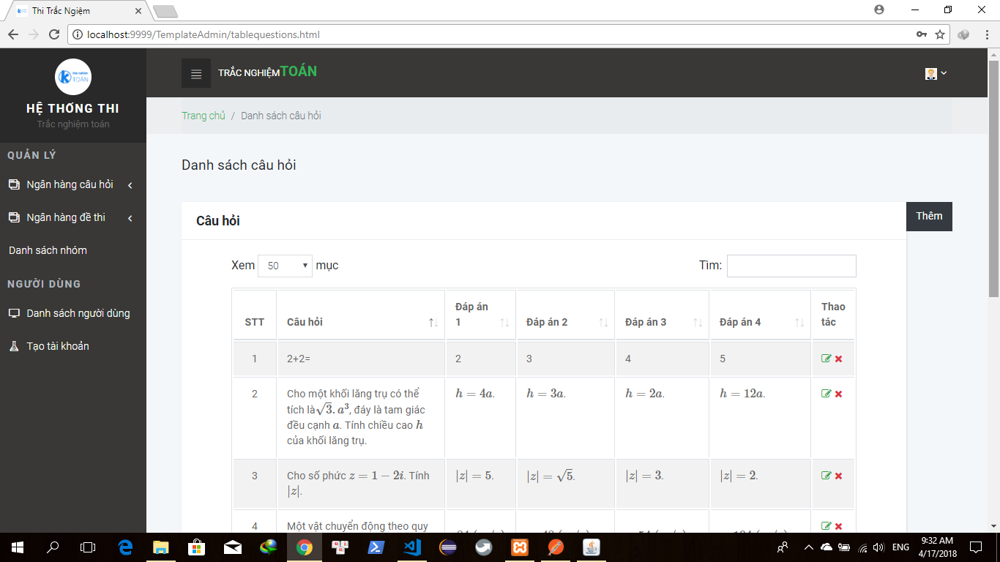 Thi Trắc Ngiệm
localhost:9999/TemplateAdmin/tablequestions.html
trắc nghiệm
TOÁN
HỆ THỐNG THI
Trắc nghiệm toán
QUẢN LÝ
Ngân hàng câu hỏi
Ngân hàng đề thi
Danh sách nhóm
NGƯỜI DÙNG
Danh sách người dùng
Tạo tài khoản
TRẮC NGHIỆMTOÁN
Trang chủ / Danh sách câu hỏi
Danh sách câu hỏi
Câu hỏi
Thêm
Xem 50 mục
Tìm:
STT Câu hỏi Đáp án 1 Đáp án 2 Đáp án 3 Đáp án 4 Thao tác
1 2+2= 2 3 4 5
2 Cho một khối lăng trụ có thể h = 4a. h = 3a. h = 2a. h = 12a.
tích là√3.a³, đáy là tam giác
đều cạnh a. Tính chiều cao h
của khối lăng trụ.
3 Cho số phức z = 1 − 2i. Tính |z| = 5. |z| = √5. |z| = 3. |z| = 2.
|z|.
4 Một vật chuyển động theo quy
ENG
9:32 AM
4/17/2018